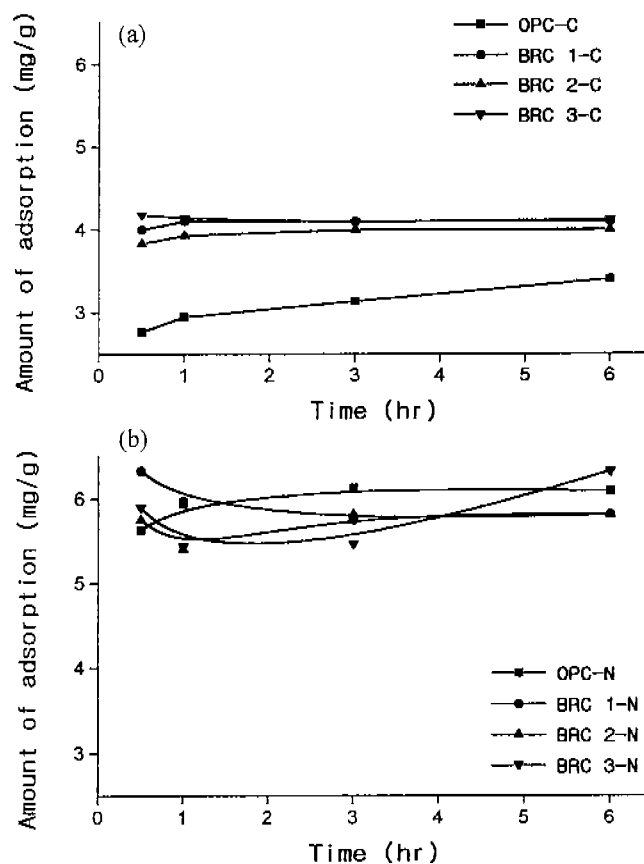 (a)
OPC-C
BRC 1-C
BRC 2-C
BRC 3-C
Amount of adsorption (mg/g)
6
5
4
3
0 1 2 3 4 5 6
Time (hr)
(b)
OPC-N
BRC 1-N
BRC 2-N
BRC 3-N
Amount of adsorption (mg/g)
6
5
4
3
0 1 2 3 4 5 6
Time (hr)